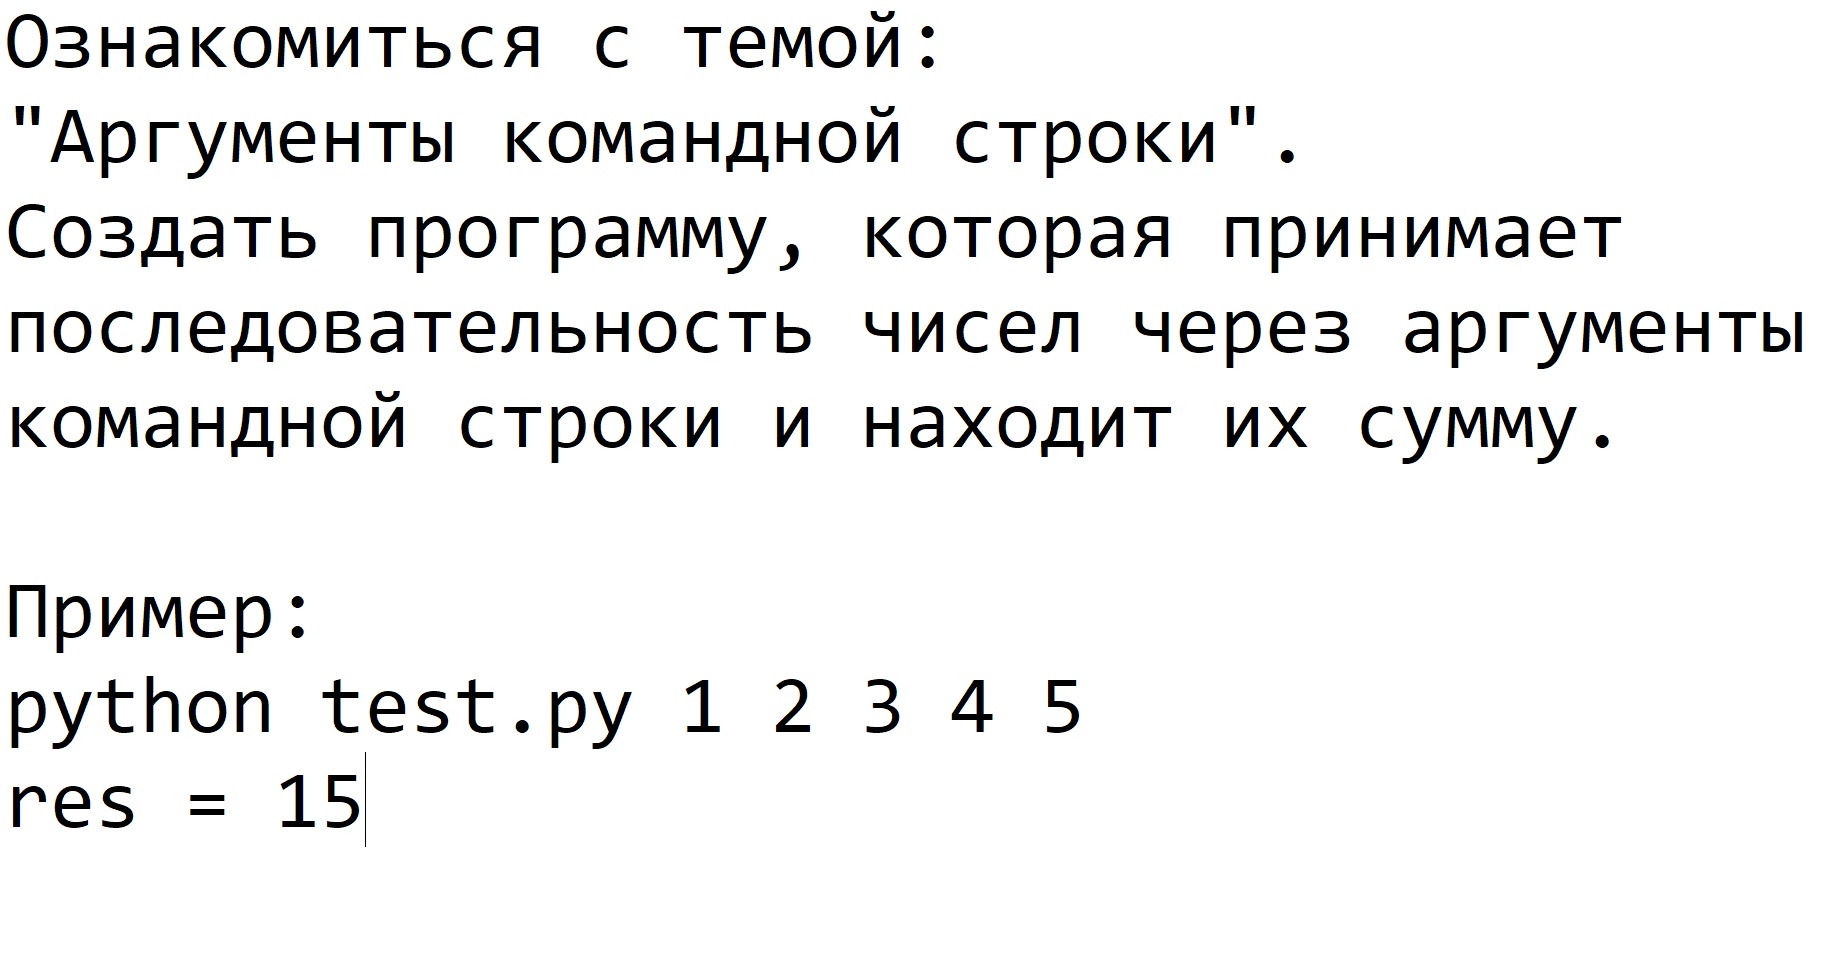 Ознакомиться с темой:
"Аргументы командной строки".
Создать программу, которая принимает
последовательность чисел через аргументы
командной строки и находит их сумму.
Пример:
python test.py 1 2 3 4 5
res = 15